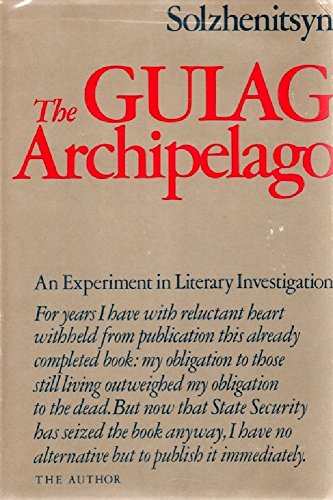 Solzhenitsyn
The GULAG
Archipelago
An Experiment in Literary Investigation
For years I have with reluctant heart
withheld from publication this already
completed book: my obligation to those
still living outweighed my obligation
to the dead. But now that State Security
has seized the book anyway, I have no
alternative but to publish it immediately.
THE AUTHOR